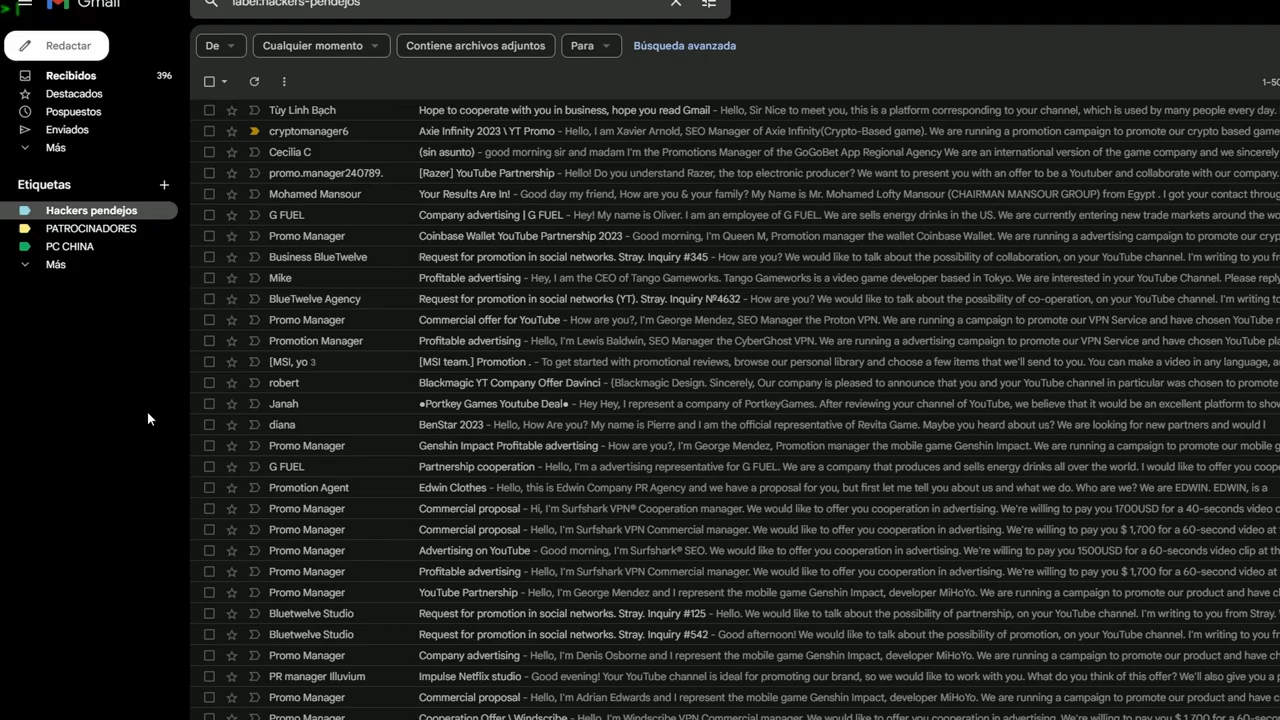 Gmail
label:hackers-pendejos
Redactar
De
Cualquier momento
Contiene archivos adjuntos
Para
Búsqueda avanzada
Recibidos 396
Destacados
Pospuestos
Enviados
Más
Etiquetas
Hackers pendejos
PATROCINADORES
PC CHINA
Más
1–50
Tùy Linh Bạch Hope to cooperate with you in business, hope you read Gmail - Hello, Sir Nice to meet you, this is a platform corresponding to your channel, which is used by many people every day.
cryptomanager6 Axie Infinity 2023 \ YT Promo - Hello, I am Xavier Arnold, SEO Manager of Axie Infinity(Crypto-Based game). We are running a promotion campaign to promote our crypto based game
Cecilia C (sin asunto) - good morning sir and madam I'm the Promotions Manager of the GoGoBet App Regional Agency We are an international version of the game company and we sincerely
promo.manager240789. [Razer] YouTube Partnership - Hello! Do you understand Razer, the top electronic producer? We want to present you with an offer to be a Youtuber and collaborate with our company.
Mohamed Mansour Your Results Are In! - Good day my friend, How are you & your family? My Name is Mr. Mohamed Lofty Mansour (CHAIRMAN MANSOUR GROUP) from Egypt . I got your contact through
G FUEL Company advertising | G FUEL - Hey! My name is Oliver. I am an employee of G FUEL. We are sells energy drinks in the US. We are currently entering new trade markets around the wo
Promo Manager Coinbase Wallet YouTube Partnership 2023 - Good morning, I'm Queen M, Promotion manager the wallet Coinbase Wallet. We are running a advertising campaign to promote our cryp
Business BlueTwelve Request for promotion in social networks. Stray. Inquiry #345 - How are you? We would like to talk about the possibility of collaboration, on your YouTube channel. I'm writing to you from
Mike Profitable advertising - Hey, I am the CEO of Tango Gameworks. Tango Gameworks is a video game developer based in Tokyo. We are interested in your YouTube Channel. Please reply
BlueTwelve Agency Request for promotion in social networks (YT). Stray. Inquiry №4632 - How are you? We would like to talk about the possibility of co-operation, on your YouTube channel. I'm writing to
Promo Manager Commercial offer for YouTube - How are you?, I'm George Mendez, SEO Manager the Proton VPN. We are running a campaign to promote our VPN Service and have chosen YouTube
Promotion Manager Profitable advertising - Hello, I'm Lewis Baldwin, SEO Manager the CyberGhost VPN. We are running a advertising campaign to promote our VPN Service and have chosen your YouTube
[MSI, yo 3 [MSI team.] Promotion . - To get started with promotional reviews, browse our personal library and choose a few items that we'll send to you. You can make a video in any language, a
robert Blackmagic YT Company Offer Davinci - {Blackmagic Design. Sincerely, Our company is pleased to announce that you and your YouTube channel in particular was chosen to promote
Janah ●Portkey Games Youtube Deal● - Hey Hey, I represent a company of PortkeyGames. After reviewing your channel of YouTube, we believe that it would be an excellent platform to sho
diana BenStar 2023 - Hello, How Are you? My name is Pierre and I am the official representative of Revita Game. Maybe you heard about us? We are looking for new partners and would l
Promo Manager Genshin Impact Profitable advertising - How are you?, I'm George Mendez, Promotion manager the mobile game Genshin Impact. We are running a campaign to promote our mobile g
G FUEL Partnership cooperation - Hello, I'm a advertising representative for G FUEL. We are a company that produces and sells energy drinks all over the world. I would like to offer you coop
Promotion Agent Edwin Clothes - Hello, this is Edwin Company PR Agency and we have a proposal for you, but first let me tell you about us and what we do. Who are we? We are EDWIN. EDWIN, is a
Promo Manager Commercial proposal - Hi, I'm Surfshark VPN® Cooperation manager. We would like to offer you cooperation in advertising. We're willing to pay you 1700USD for a 40-seconds video c
Promo Manager Commercial proposal - Hello, I'm Surfshark VPN Commercial manager. We would like to offer you cooperation in advertising. We're willing to pay you $ 1,700 for a 60-second video at
Promo Manager Advertising on YouTube - Good morning, I'm Surfshark® SEO. We would like to offer you cooperation in advertising. We're willing to pay you 1500USD for a 60-seconds video clip at the
Promo Manager Profitable advertising - Hello, I'm Surfshark VPN Commercial manager. We would like to offer you cooperation in advertising. We're willing to pay you $ 1,700 for a 60-second video at
Promo Manager YouTube Partnership - Hello, I'm George Mendez and I represent the mobile game Genshin Impact, developer MiHoYo. We are running a campaign to promote our product and have c
Bluetwelve Studio Request for promotion in social networks. Stray. Inquiry #125 - Hello. We would like to talk about the possibility of partnership, on your YouTube channel. I'm writing to you from Stray.
Bluetwelve Studio Request for promotion in social networks. Stray. Inquiry #542 - Good afternoon! We would like to talk about the possibility of promotion, on your YouTube channel. I'm writing to you fro
Promo Manager Company advertising - Hello, I'm Denis Osborne and I represent the mobile game Genshin Impact, developer MiHoYo. We are running a campaign to promote our product and have c
PR manager Illuvium Impulse Netflix studio - Good evening! Your YouTube channel is ideal for promoting our brand, so we would like to work with you. What do you think of this offer? We'll also give you a
Promo Manager Commercial proposal - Hello, I'm Adrian Edwards and I represent the mobile game Genshin Impact, developer MiHoYo. We are running a campaign to promote our product and have ch
Promo Manager Cooperation Offer \ Windscribe - Hello, I'm Windscribe VPN Commercial manager. We would like to offer you cooperation in advertising. We're willing to pay you $ 1,700 for a 60-second